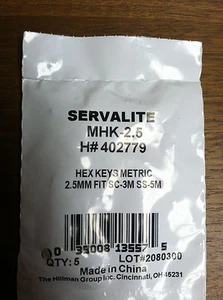 SERVALITE
MHK-2.5
H# 402779
HEX KEYS METRIC
2.5MM FIT SC-3M SS-5M
0 35008 13557 5
QTY: 5 LOT#2080300
Made in China
The Hillman Group Inc. Cincinnati, OH 45231